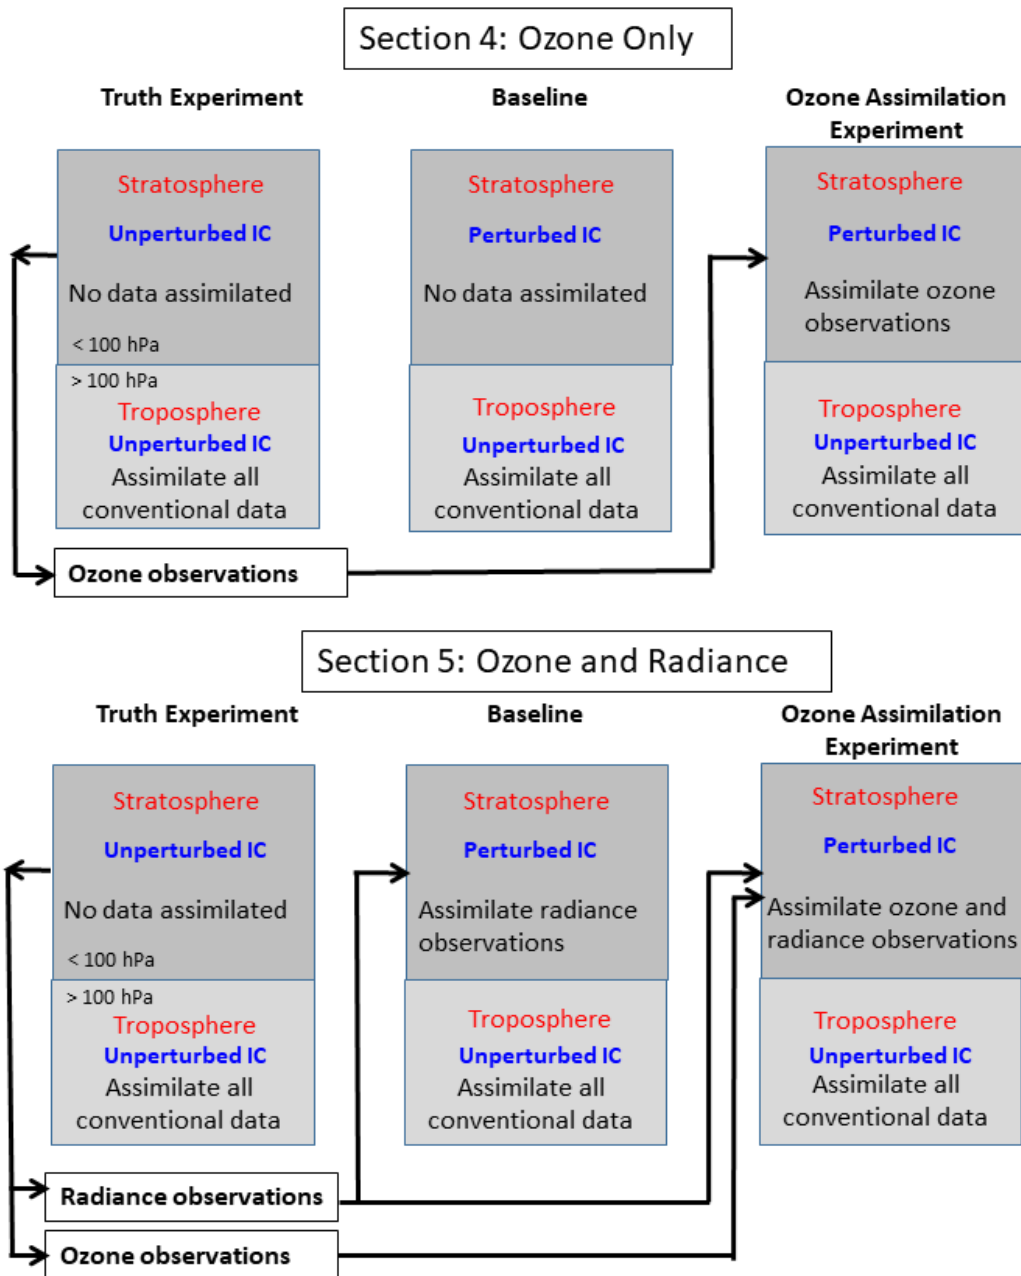 Section 4: Ozone Only
Truth Experiment
Baseline
Ozone Assimilation
Experiment
Stratosphere
Unperturbed IC
No data assimilated
< 100 hPa
> 100 hPa
Troposphere
Unperturbed IC
Assimilate all
conventional data
Stratosphere
Perturbed IC
No data assimilated
Troposphere
Unperturbed IC
Assimilate all
conventional data
Stratosphere
Perturbed IC
Assimilate ozone
observations
Troposphere
Unperturbed IC
Assimilate all
conventional data
Ozone observations
Section 5: Ozone and Radiance
Truth Experiment
Baseline
Ozone Assimilation
Experiment
Stratosphere
Unperturbed IC
No data assimilated
< 100 hPa
> 100 hPa
Troposphere
Unperturbed IC
Assimilate all
conventional data
Stratosphere
Perturbed IC
Assimilate radiance
observations
Troposphere
Unperturbed IC
Assimilate all
conventional data
Stratosphere
Perturbed IC
Assimilate ozone and
radiance observations
Troposphere
Unperturbed IC
Assimilate all
conventional data
Radiance observations
Ozone observations